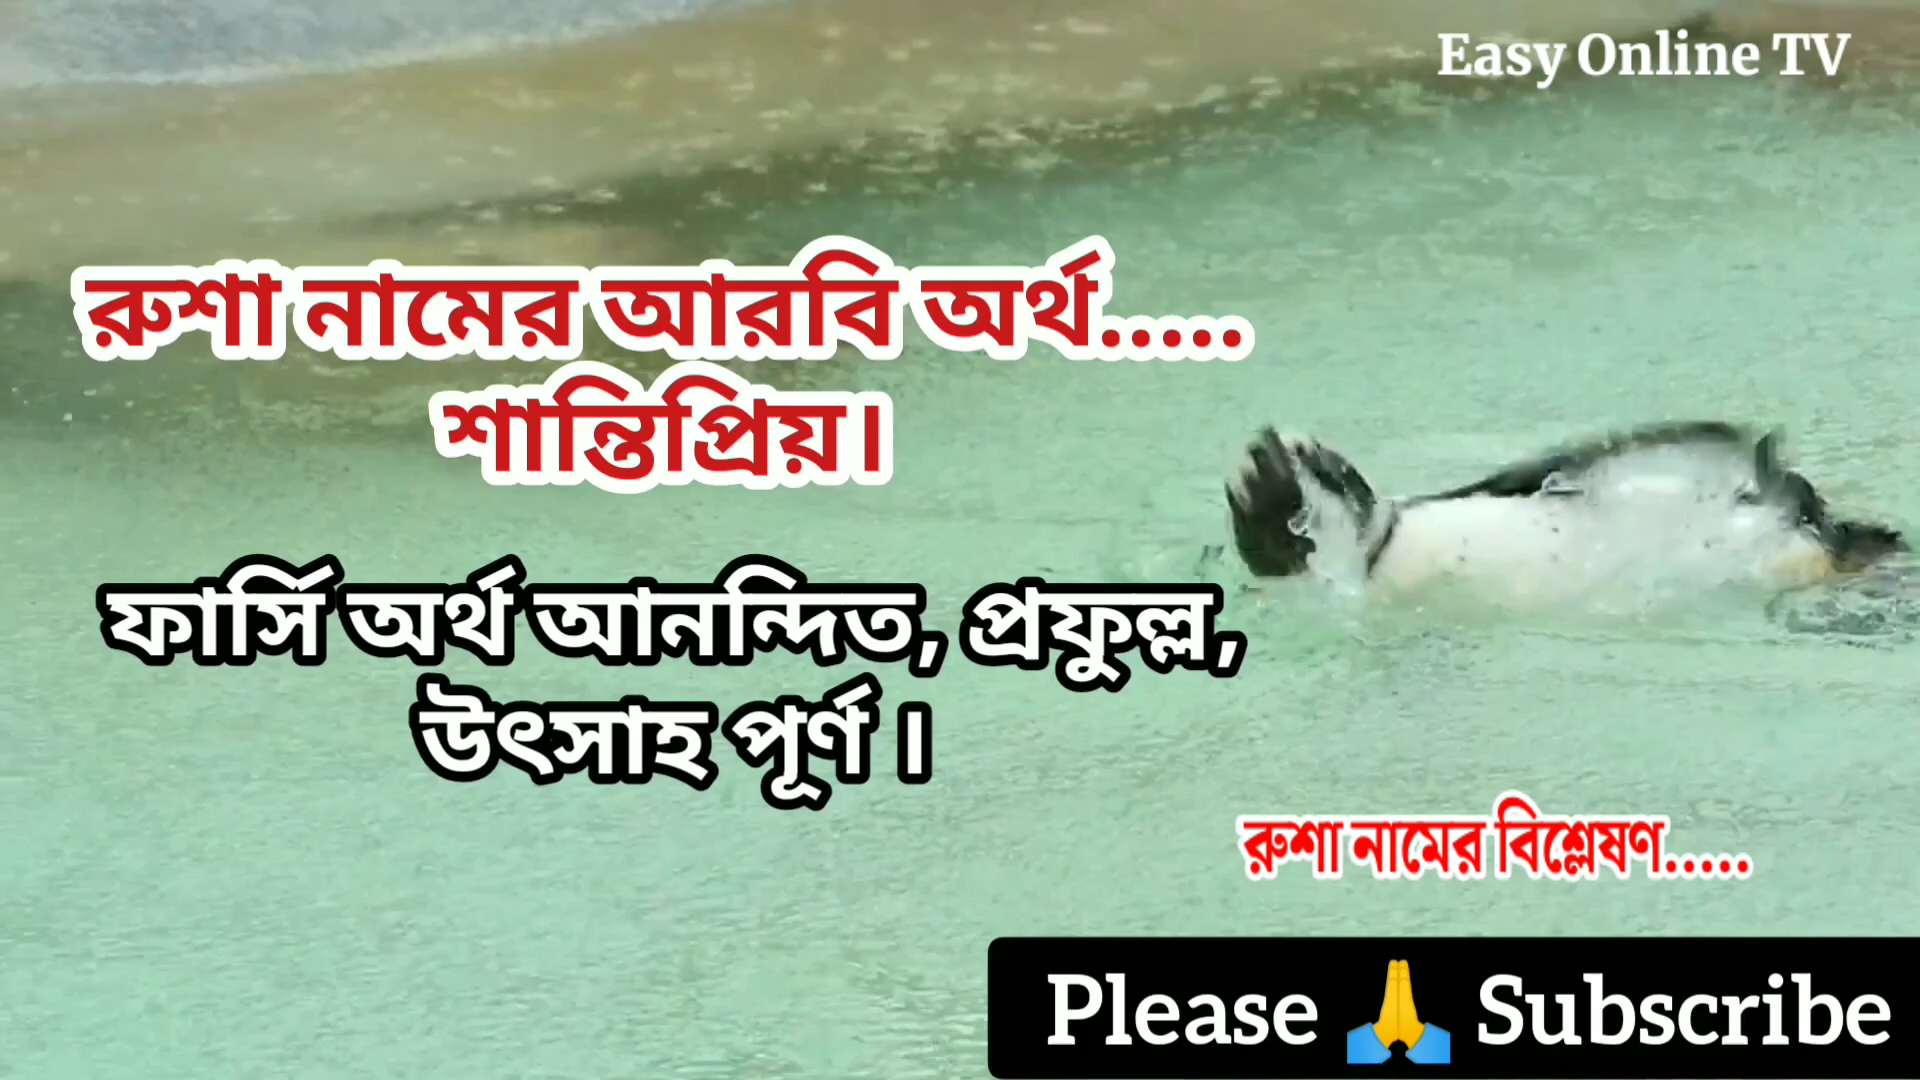 Easy Online TV
রুশা নামের আরবি অর্থ.....
শান্তিপ্রিয়।
ফার্সি অর্থ আনন্দিত, প্রফুল্ল,
উৎসাহ পূর্ণ ।
রুশা নামের বিশ্লেষণ.....
Please 🙏 Subscribe